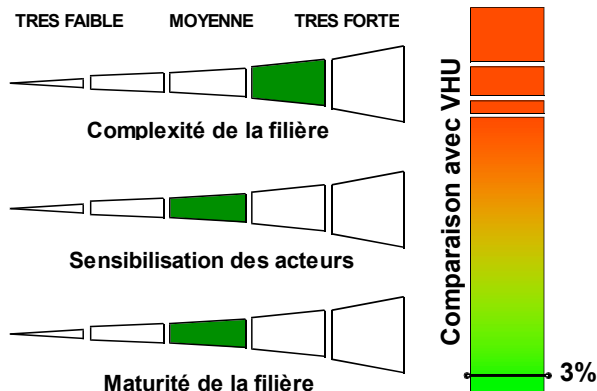 TRES FAIBLE MOYENNE TRES FORTE
Complexité de la filière
Sensibilisation des acteurs
Maturité de la filière
Comparaison avec VHU
3%